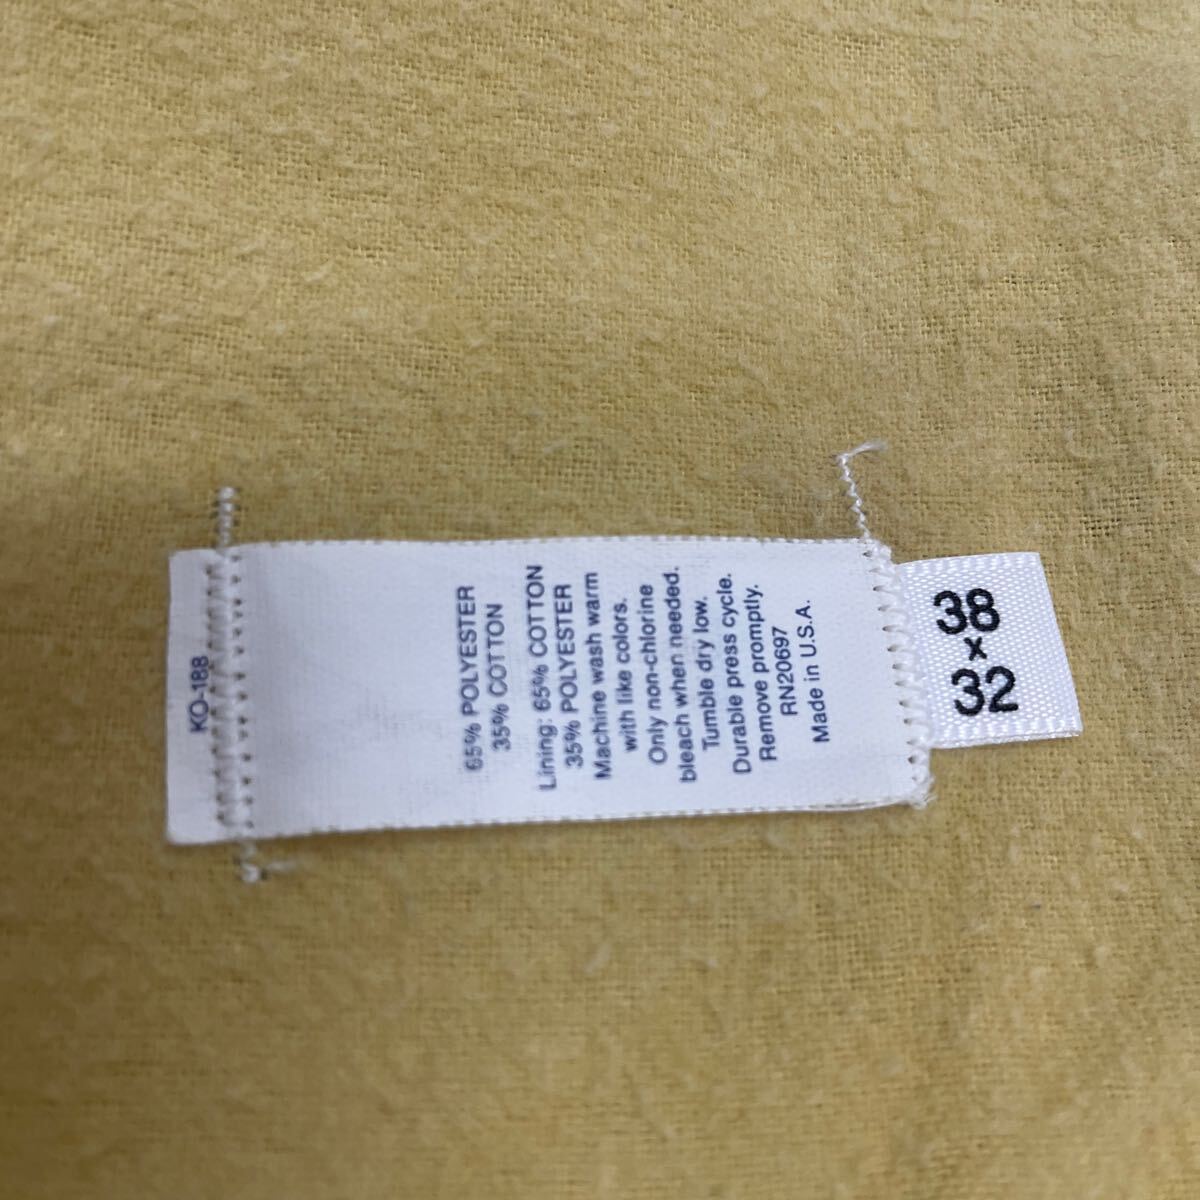 KO-188
65% POLYESTER
35% COTTON
Lining: 65% COTTON
35% POLYESTER
Machine wash warm
with like colors.
Only non-chlorine
bleach when needed.
Tumble dry low.
Durable press cycle.
Remove promptly.
RN20697
Made in U.S.A.
38
×
32